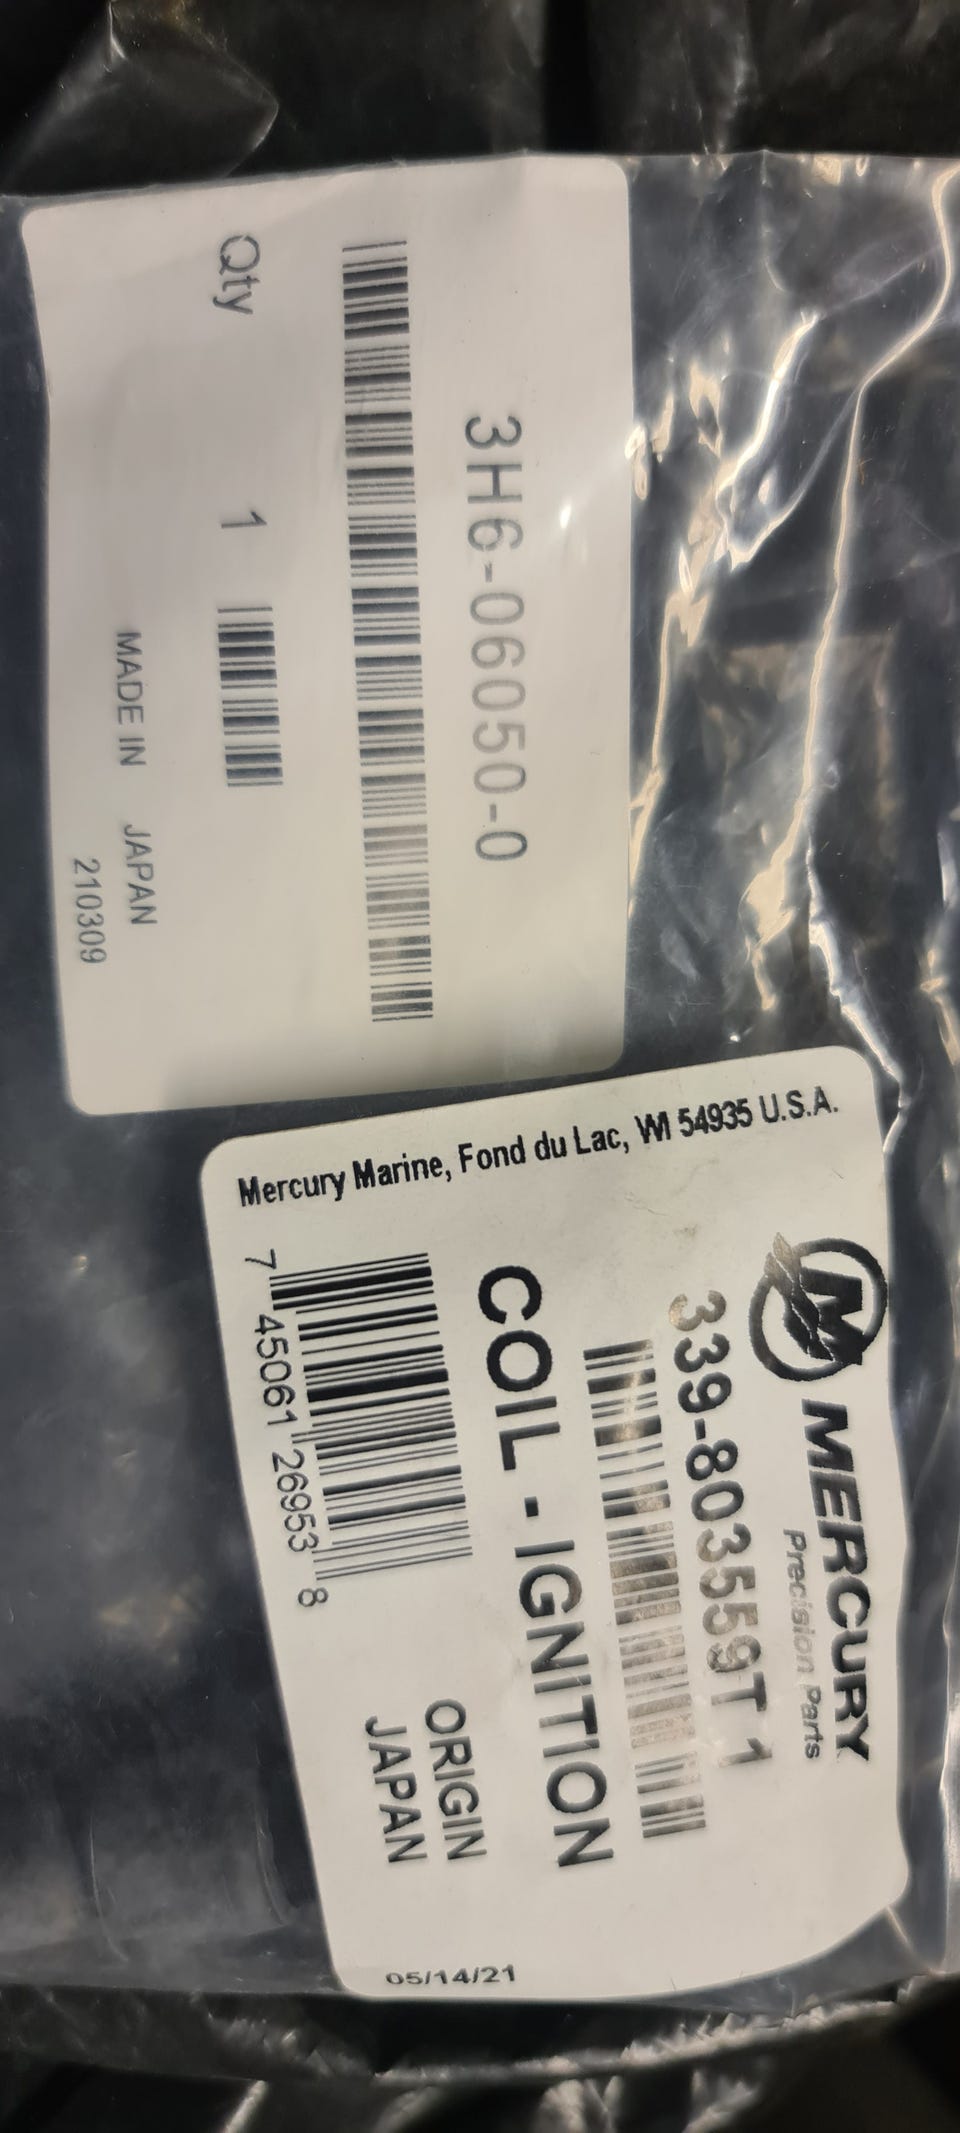 3H6-06050-0
Qty 1
MADE IN JAPAN
210309
Mercury Marine, Fond du Lac, WI 54935 U.S.A.
MERCURY
Precision Parts
339-803559T 1
COIL - IGNITION
7 45061 26953 8
ORIGIN
JAPAN
05/14/21